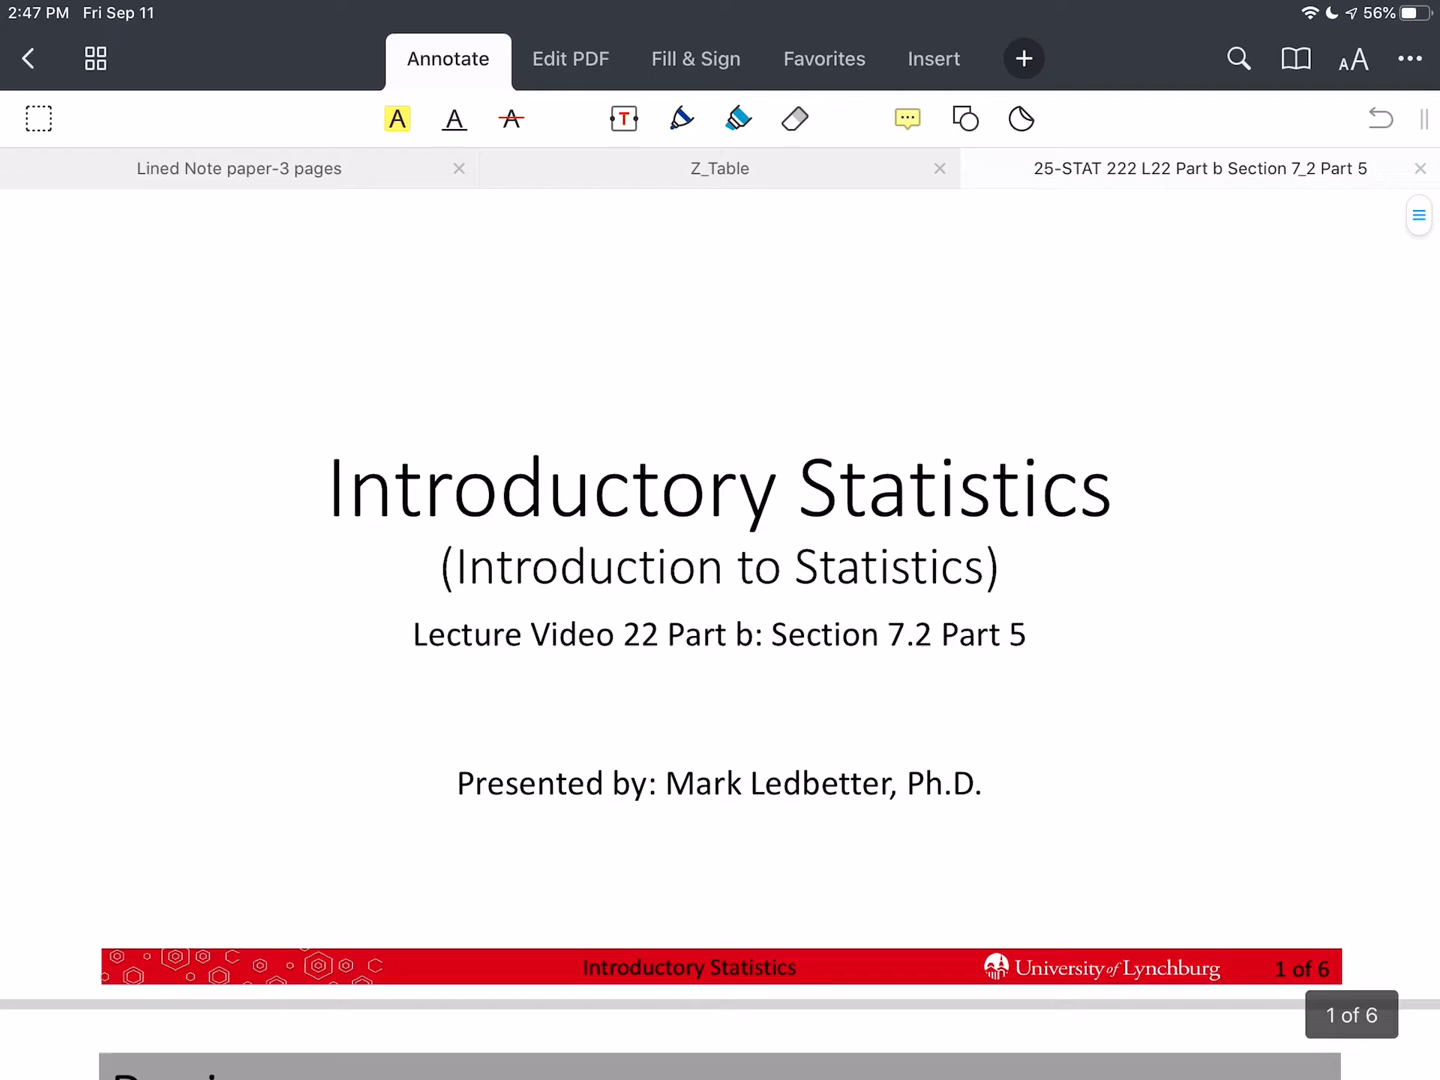 2:47 PM Fri Sep 11
56%
Annotate Edit PDF Fill & Sign Favorites Insert
AA
A A A T
Lined Note paper-3 pages
Z_Table
25-STAT 222 L22 Part b Section 7_2 Part 5
Introductory Statistics
(Introduction to Statistics)
Lecture Video 22 Part b: Section 7.2 Part 5
Presented by: Mark Ledbetter, Ph.D.
Introductory Statistics
University of Lynchburg
1 of 6
1 of 6